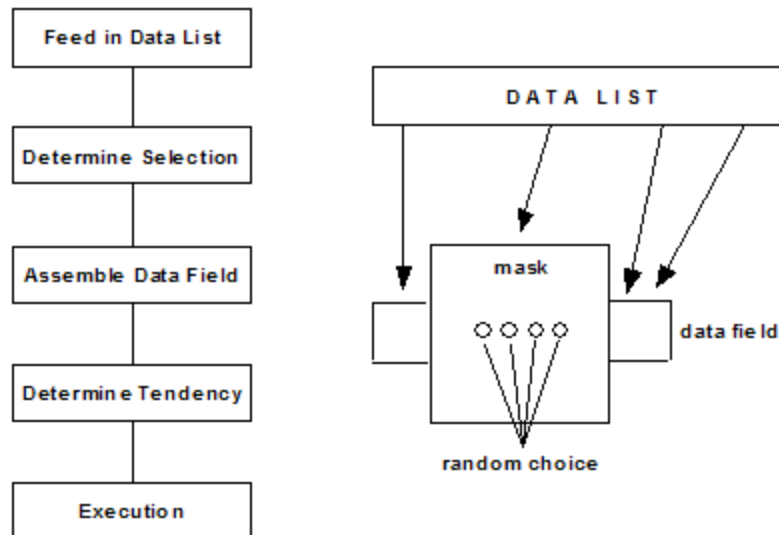 Feed in Data List
Determine Selection
Assemble Data Field
Determine Tendency
Execution
DATA LIST
mask
data field
random choice